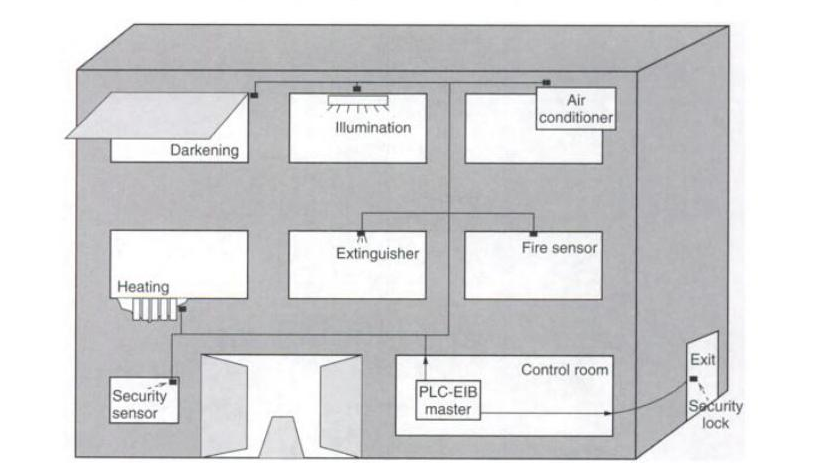 Darkening
Illumination
Air
conditioner
Heating
Extinguisher
Fire sensor
Security
sensor
Control room
PLC-EIB
master
Exit
Security
lock